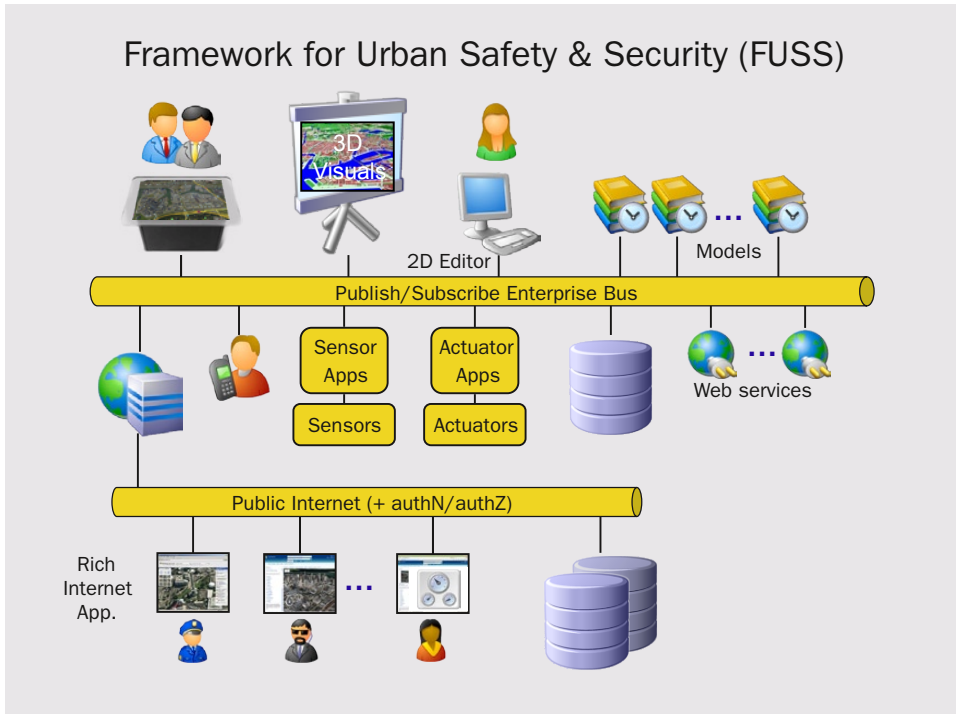 Framework for Urban Safety & Security (FUSS)
3D
Visuals
2D Editor
Models
...
Publish/Subscribe Enterprise Bus
Sensor
Apps
Actuator
Apps
...
Web services
Sensors
Actuators
Public Internet (+ authN/authZ)
Rich
Internet
App.
...